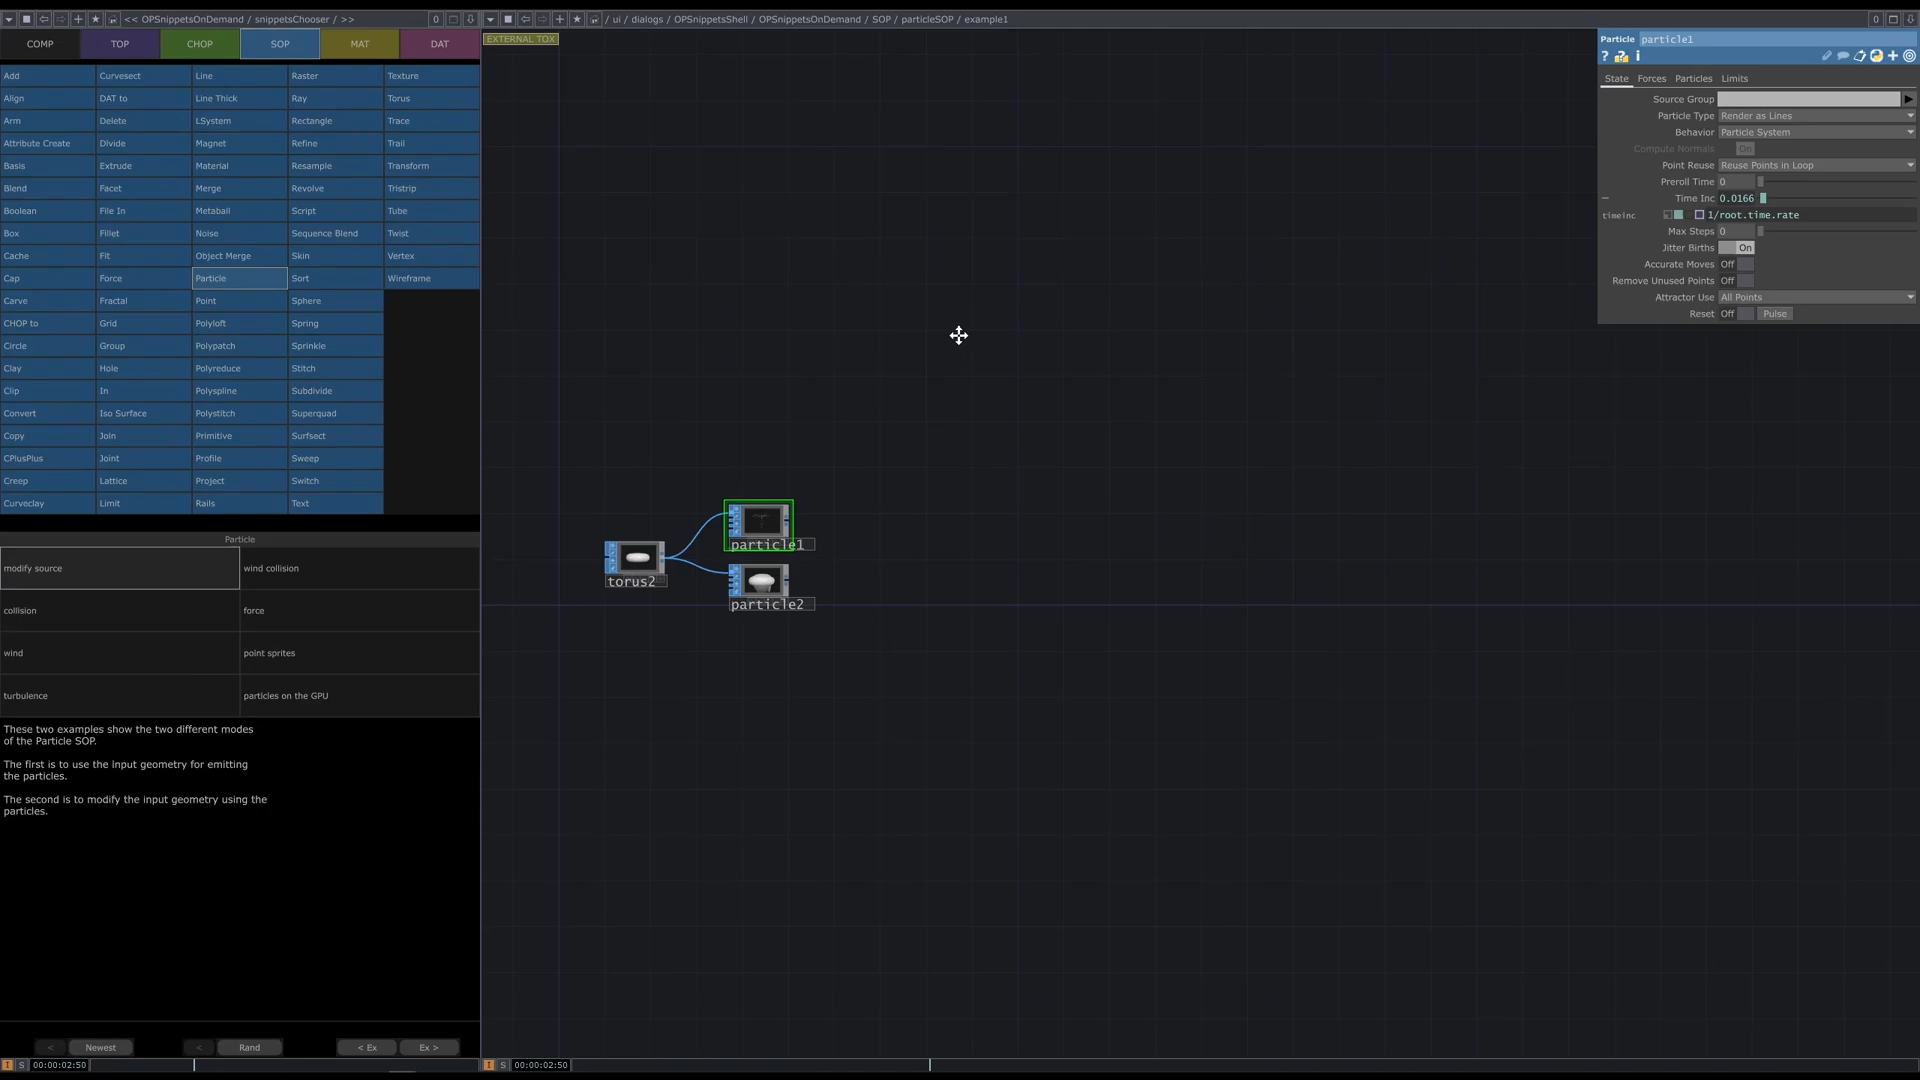 << OPSnippetsOnDemand / snippetsChooser / >>
0
/ ui / dialogs / OPSnippetsShell / OPSnippetsOnDemand / SOP / particleSOP / example1
0
COMP TOP CHOP SOP MAT DAT
EXTERNAL TOX
Add Curvesect Line Raster Texture
Align DAT to Line Thick Ray Torus
Arm Delete LSystem Rectangle Trace
Attribute Create Divide Magnet Refine Trail
Basis Extrude Material Resample Transform
Blend Facet Merge Revolve Tristrip
Boolean File In Metaball Script Tube
Box Fillet Noise Sequence Blend Twist
Cache Fit Object Merge Skin Vertex
Cap Force Particle Sort Wireframe
Carve Fractal Point Sphere
CHOP to Grid Polyloft Spring
Circle Group Polypatch Sprinkle
Clay Hole Polyreduce Stitch
Clip In Polyspline Subdivide
Convert Iso Surface Polystitch Superquad
Copy Join Primitive Surfsect
CPlusPlus Joint Profile Sweep
Creep Lattice Project Switch
Curveclay Limit Rails Text
Particle
modify source wind collision
collision force
wind point sprites
turbulence particles on the GPU
These two examples show the two different modes
of the Particle SOP.
The first is to use the input geometry for emitting
the particles.
The second is to modify the input geometry using the
particles.
< Newest < Rand < Ex Ex >
I S 00:00:02:50
torus2
particle1
particle2
I S 00:00:02:50
Particle particle1
? ? i
State Forces Particles Limits
Source Group
Particle Type Render as Lines
Behavior Particle System
Compute Normals On
Point Reuse Reuse Points in Loop
Preroll Time 0
Time Inc 0.0166
timeinc 1/root.time.rate
Max Steps 0
Jitter Births On
Accurate Moves Off
Remove Unused Points Off
Attractor Use All Points
Reset Off Pulse